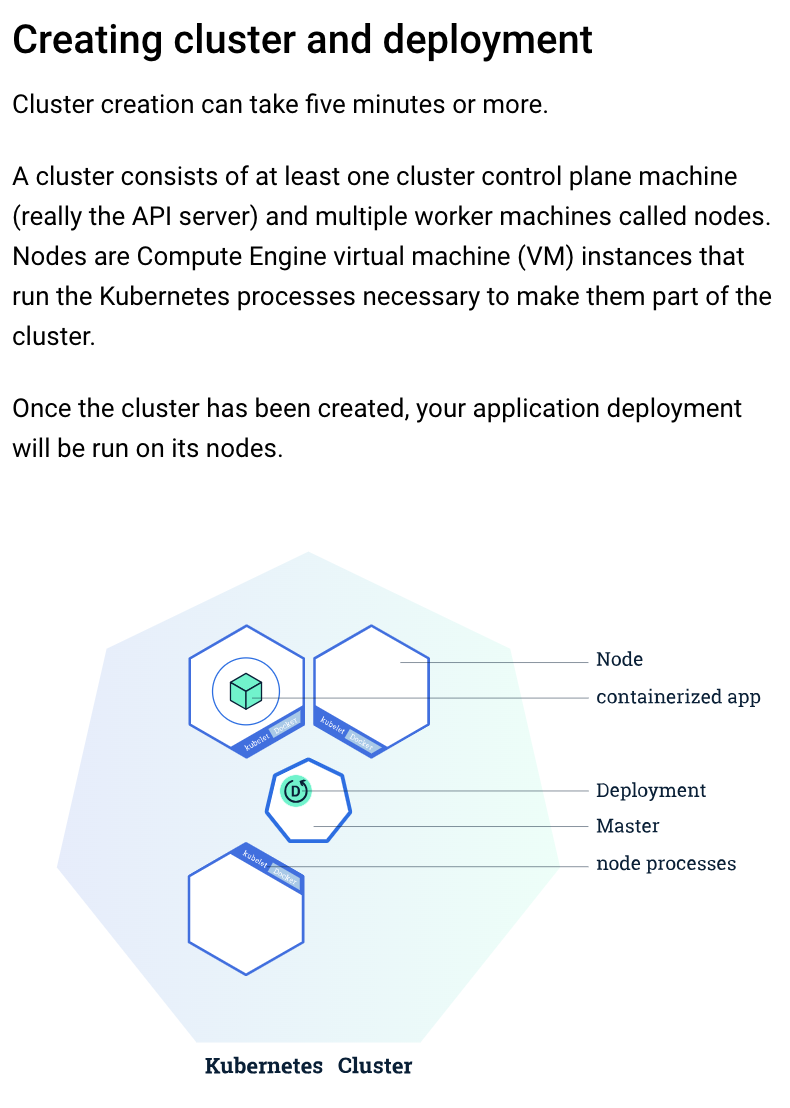 Creating cluster and deployment
Cluster creation can take five minutes or more.
A cluster consists of at least one cluster control plane machine
(really the API server) and multiple worker machines called nodes.
Nodes are Compute Engine virtual machine (VM) instances that
run the Kubernetes processes necessary to make them part of the
cluster.
Once the cluster has been created, your application deployment
will be run on its nodes.
Node
containerized app
kubelet Docker
kubelet Docker
D
Deployment
Master
kubelet Docker
node processes
Kubernetes Cluster